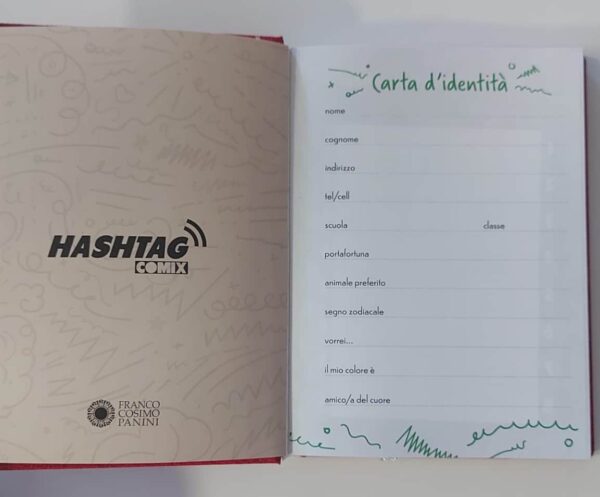 HASHTAG
COMIX
FRANCO
COSIMO
PANINI
Carta d'identità
nome
cognome
indirizzo
tel/cell
scuola classe
portafortuna
animale preferito
segno zodiacale
vorrei...
il mio colore è
amico/a del cuore